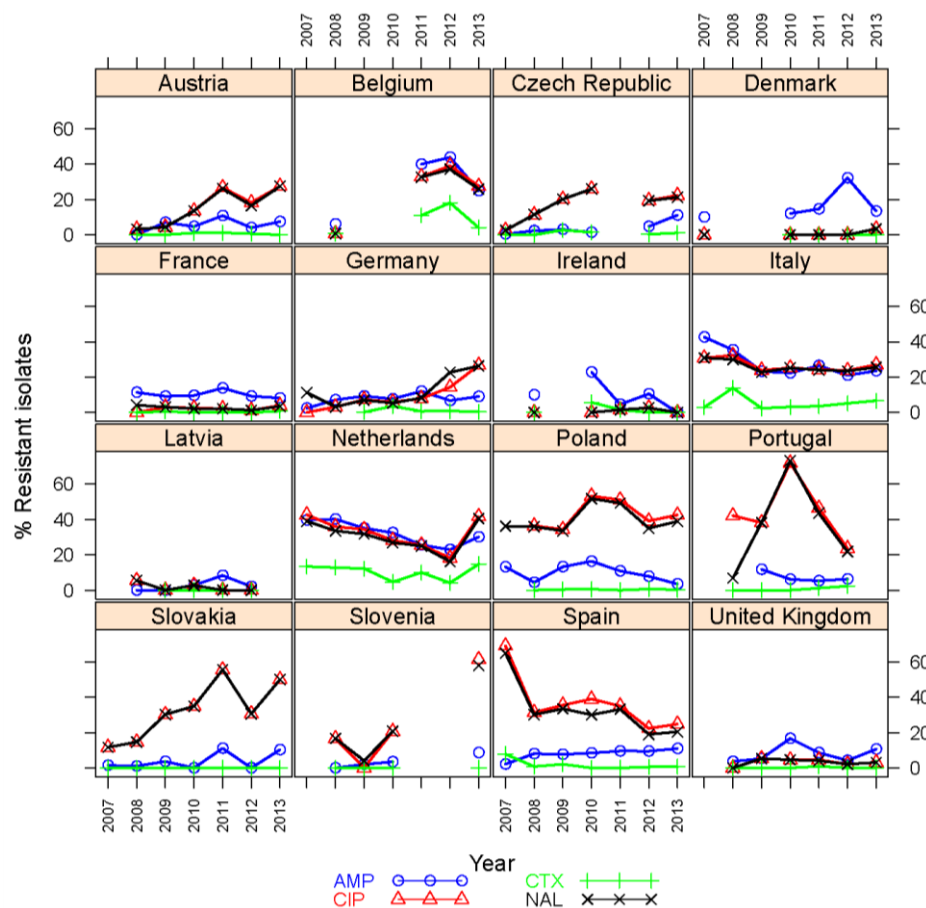 2007 2008 2009 2010 2011 2012 2013 2007 2008 2009 2010 2011 2012 2013
Austria Belgium Czech Republic Denmark
60
40
20
0
France Germany Ireland Italy
60
40
20
0
Latvia Netherlands Poland Portugal
60
40
20
0
Slovakia Slovenia Spain United Kingdom
60
40
20
0
% Resistant isolates
2007 2008 2009 2010 2011 2012 2013 2007 2008 2009 2010 2011 2012 2013
Year
AMP CTX
CIP NAL